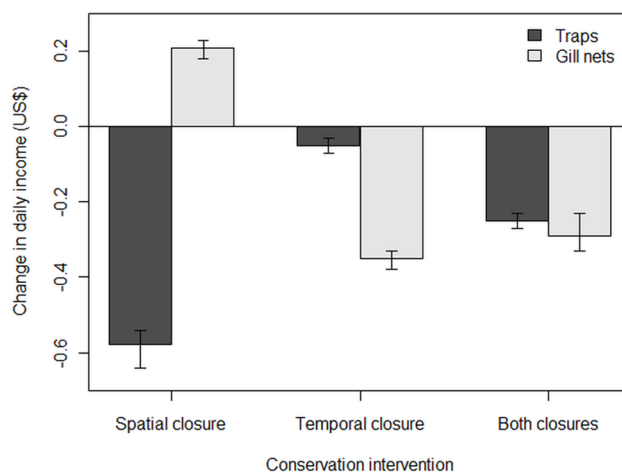 Change in daily income (US$)
0.2
0.0
-0.2
-0.4
-0.6
Traps
Gill nets
Spatial closure
Temporal closure
Both closures
Conservation intervention